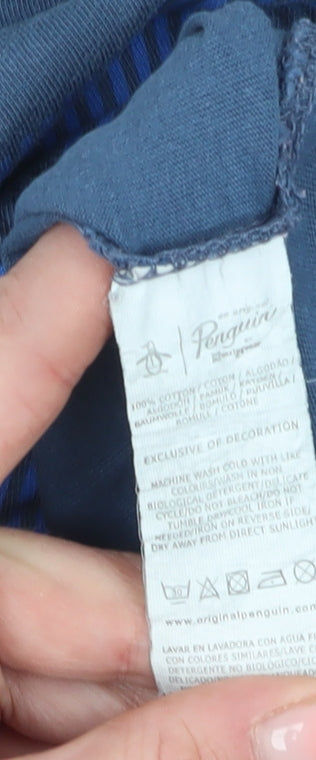 an original
Penguin
100% COTTON / COTON / ALGODÃO /
ALGODÓN / PAMUK /
BAUMWOLLE / BOMULD / PUUVILLA /
BOMULL / COTONE
EXCLUSIVE OF DECORATION
MACHINE WASH COLD WITH LIKE
COLOURS/WASH IN NON
BIOLOGICAL DETERGENT/DELICATE
CYCLE/DO NOT BLEACH/DO NOT
TUMBLE DRY/COOL IRON IF
NEEDED/IRON ON REVERSE SIDE/
DRY AWAY FROM DIRECT SUNLIGHT
30
www.originalpenguin.com
LAVAR EN LAVADORA CON AGUA F
CON COLORES SIMILARES/LAVE C
DETERGENTE NO BIOLÓGICO/CIC